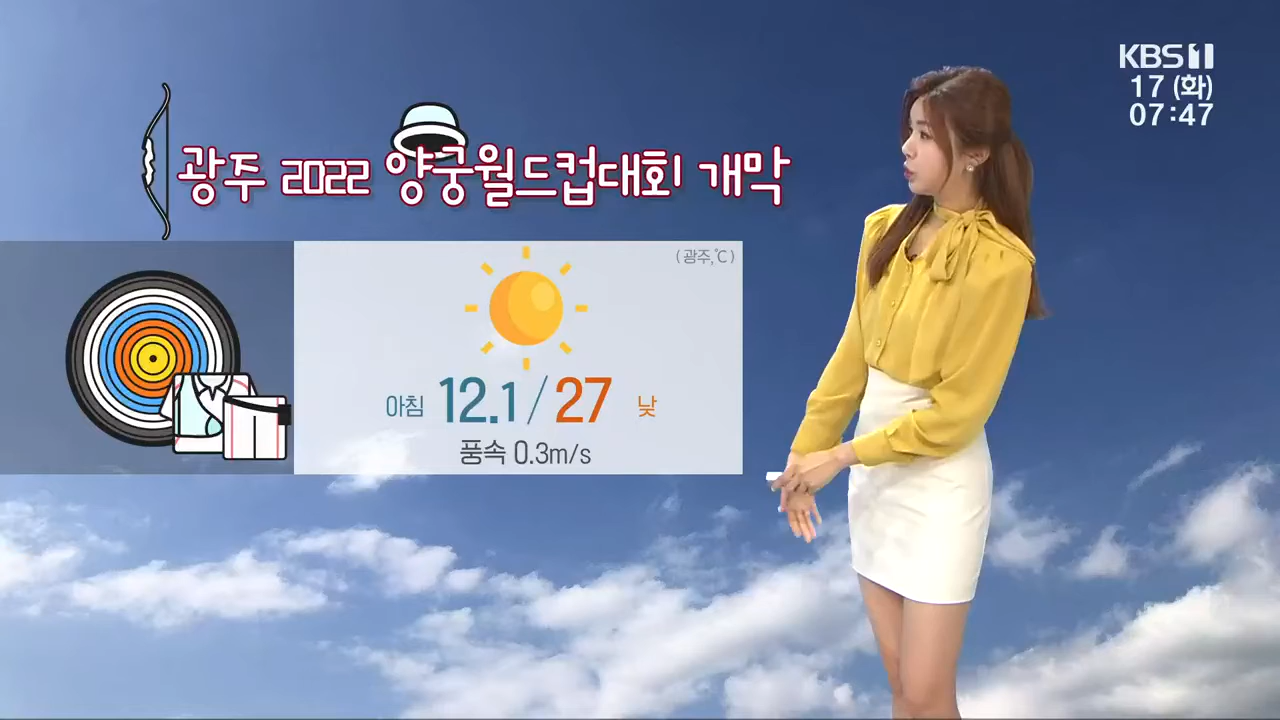 KBS 1
17 (화)
07:47
광주 2022 양궁월드컵대회 개막
(광주,℃)
아침 12.1/27 낮
풍속 0.3m/s